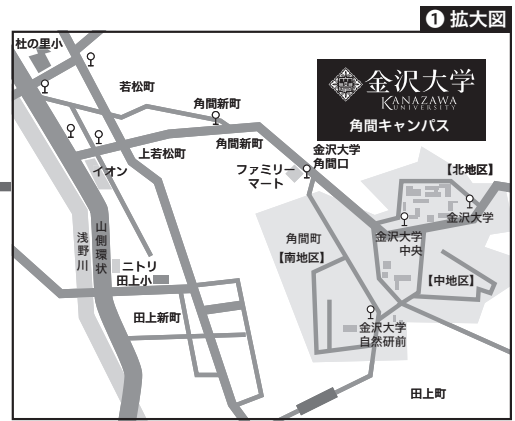 ❶ 拡大図
杜の里小
若松町
角間新町
金沢大学
KANAZAWA
UNIVERSITY
角間キャンパス
角間新町
上若松町
イオン
金沢大学
角間口
ファミリー
マート
【北地区】
金沢大学
金沢大学
中央
角間町
【南地区】
山側環状
浅野川
ニトリ
田上小
【中地区】
田上新町
金沢大学
自然研前
田上町